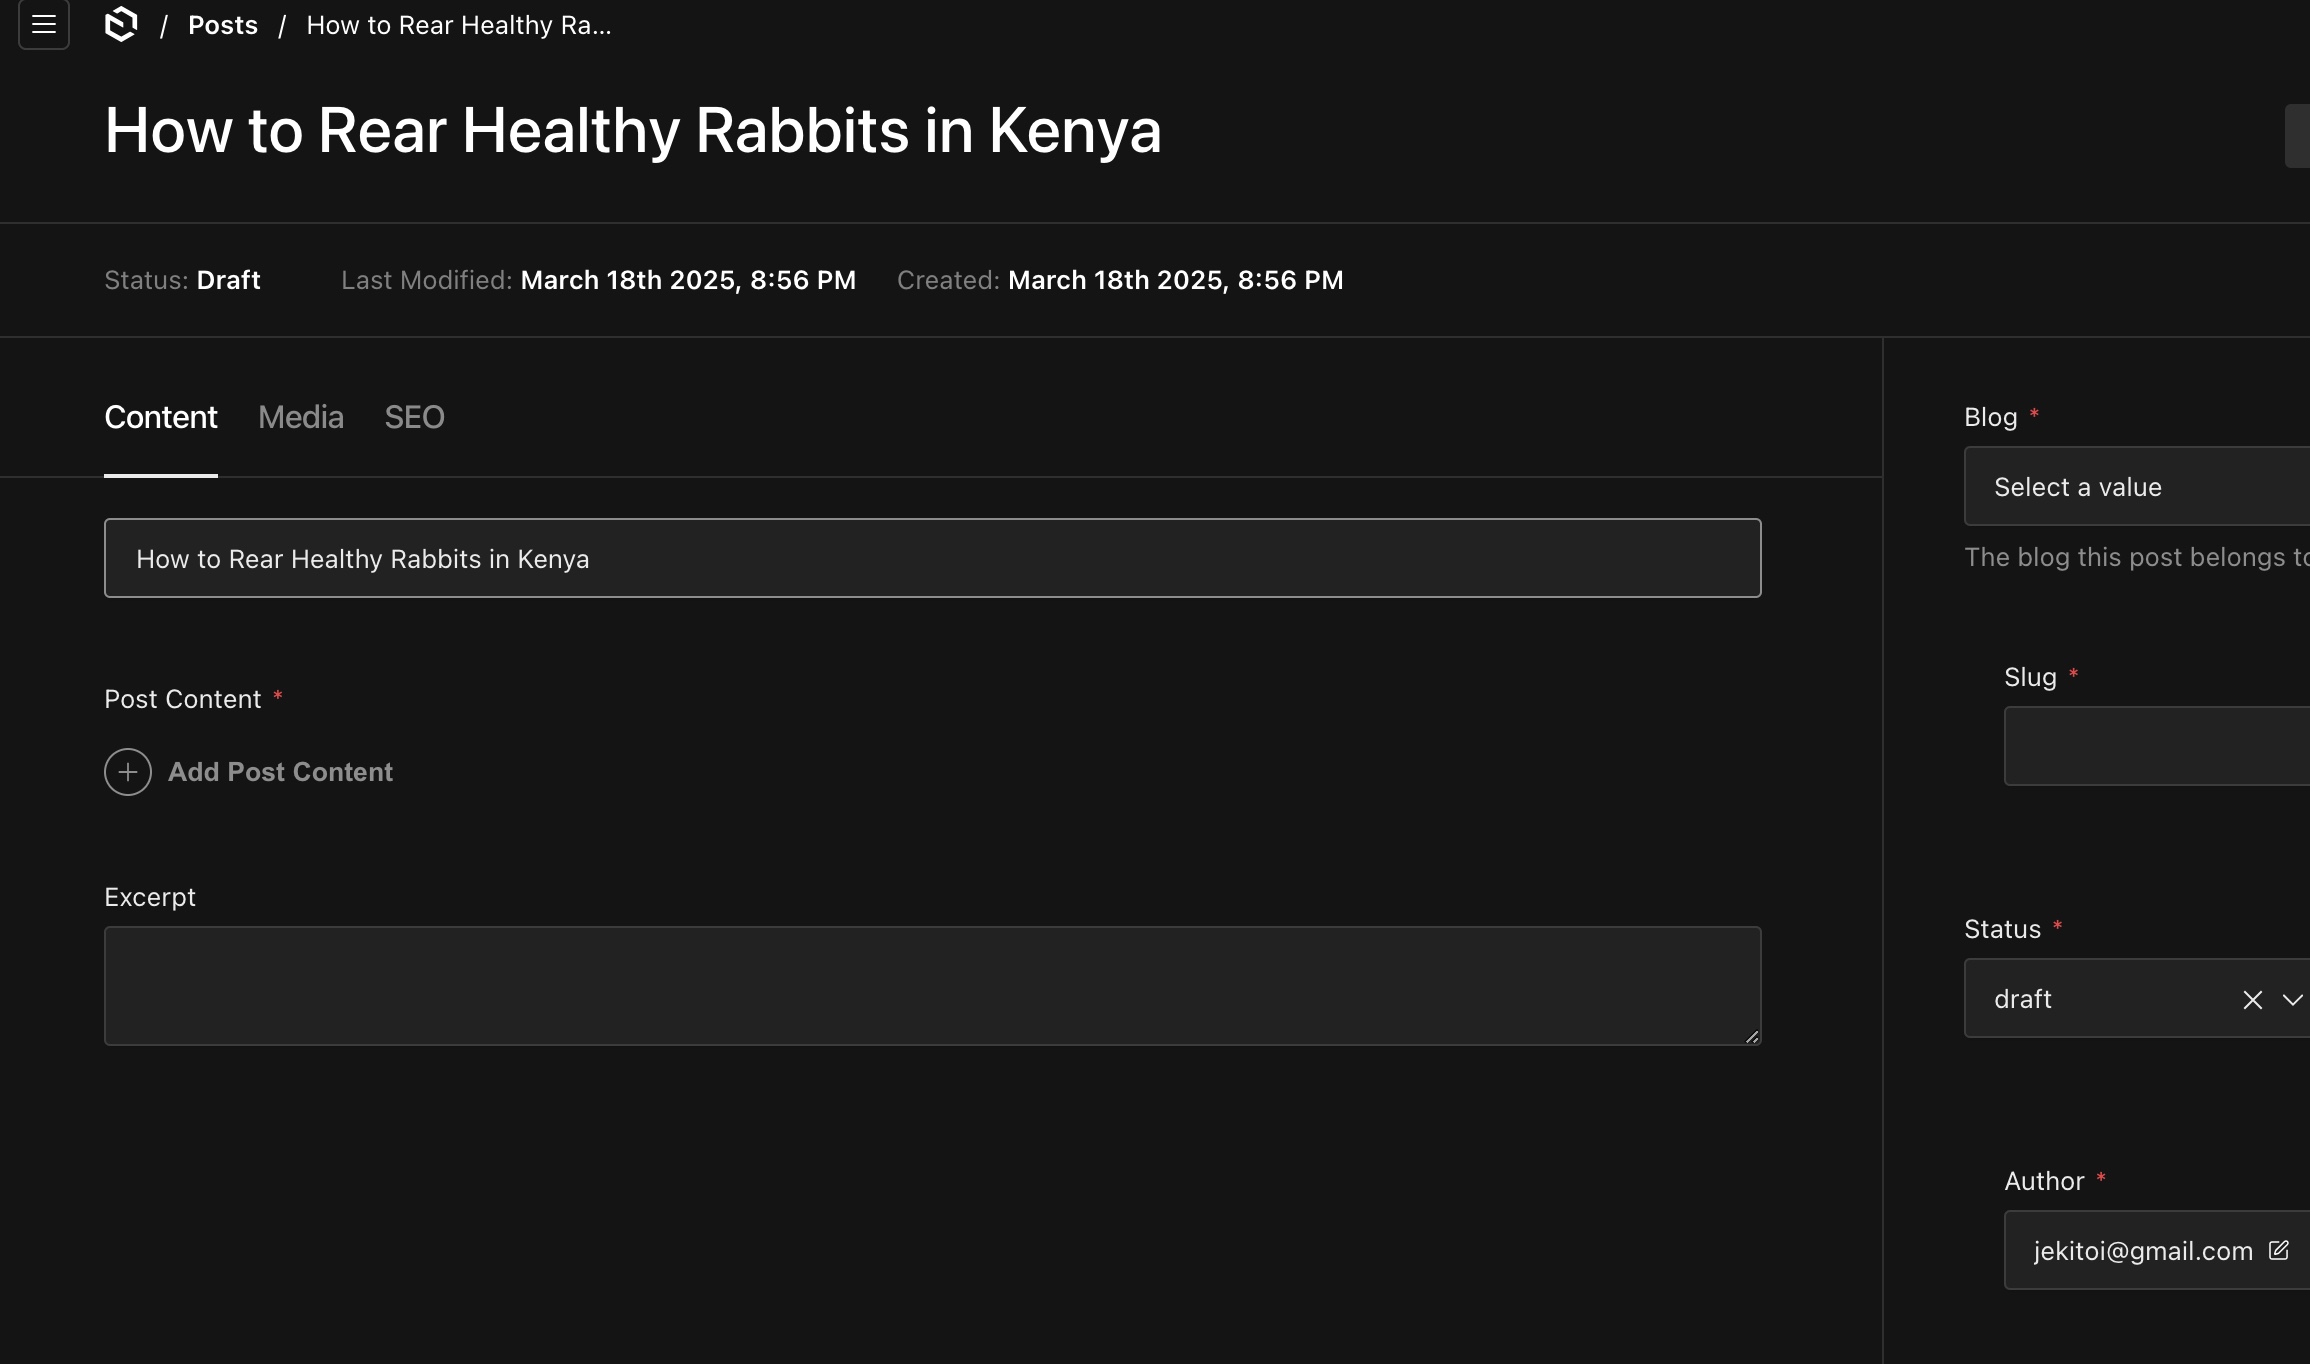 / Posts / How to Rear Healthy Ra...
How to Rear Healthy Rabbits in Kenya
Status: Draft Last Modified: March 18th 2025, 8:56 PM Created: March 18th 2025, 8:56 PM
Content Media SEO
How to Rear Healthy Rabbits in Kenya
Post Content *
Add Post Content
Excerpt
Blog *
Select a value
The blog this post belongs to
Slug *
Status *
draft
Author *
jekitoi@gmail.com